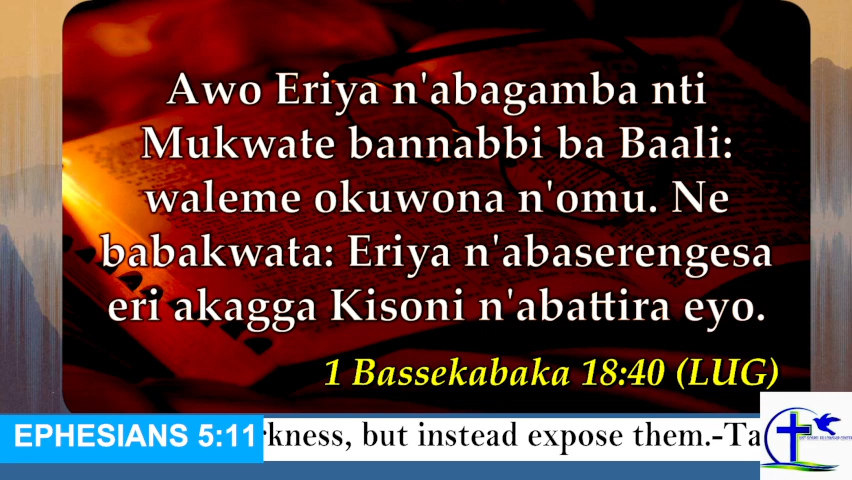 Awo Eriya n'abagamba nti
Mukwate bannabbi ba Baali:
waleme okuwona n'omu. Ne
babakwata: Eriya n'abaserengesa
eri akagga Kisoni n'abattira eyo.
1 Bassekabaka 18:40 (LUG)
EPHESIANS 5:11 rkness, but instead expose them.-Ta